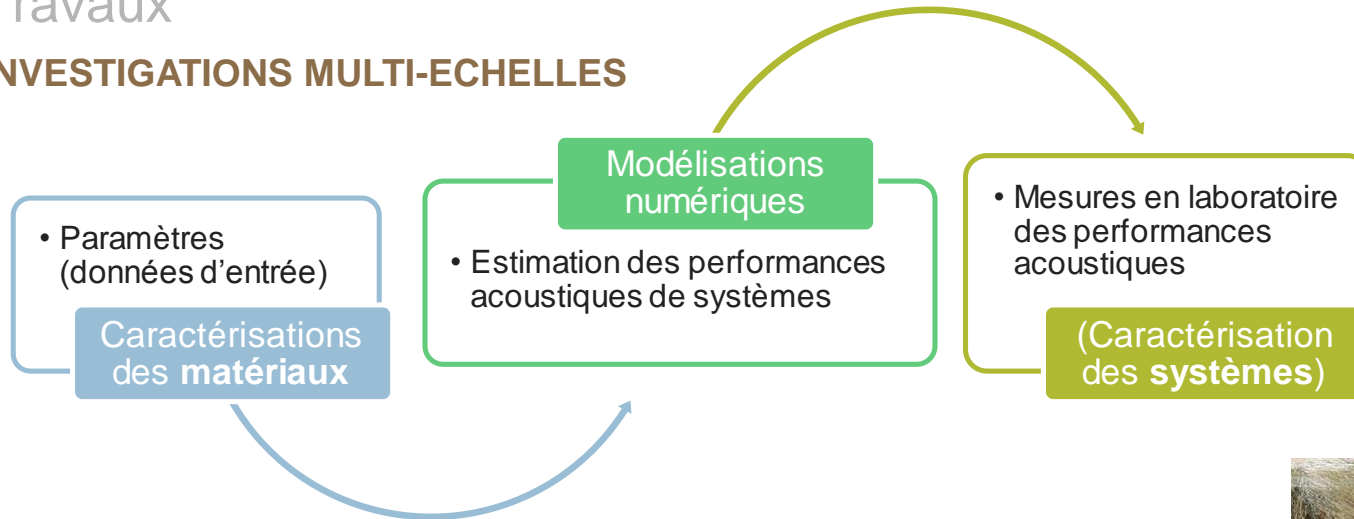 ravaux
NVESTIGATIONS MULTI-ECHELLES
• Paramètres
(données d'entrée)
Caractérisations
des matériaux
Modélisations
numériques
• Estimation des performances
acoustiques de systèmes
• Mesures en laboratoire
des performances
acoustiques
(Caractérisation
des systèmes)